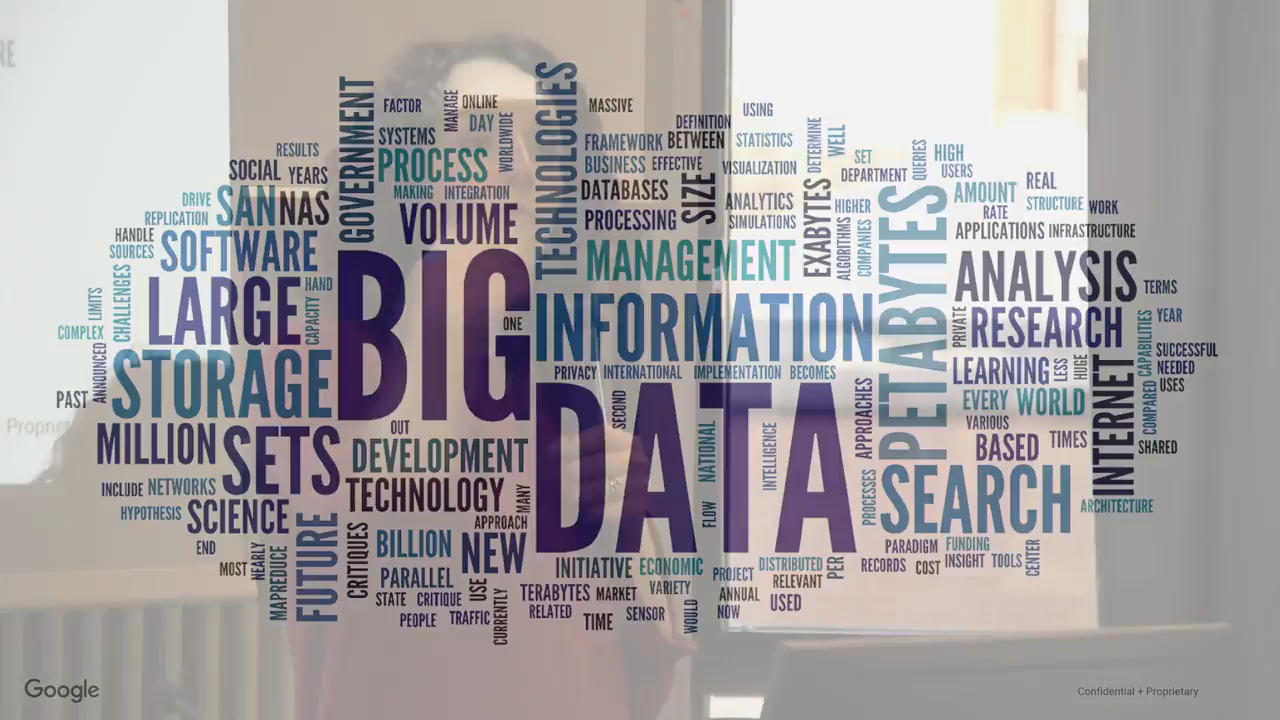 FACTOR
MANAGE
ONLINE
DAY
WORLDWIDE
TECHNOLOGIES
MASSIVE
USING
GOVERNMENT
SYSTEMS
FRAMEWORK
DEFINITION
BETWEEN
STATISTICS
DETERMINE
WELL
RESULTS
PROCESS
BUSINESS
EFFECTIVE
VISUALIZATION
SET
DEPARTMENT
QUERIES
HIGH
USERS
SOCIAL
YEARS
MAKING
INTEGRATION
DATABASES
SIZE
ANALYTICS
EXABYTES
HIGHER
AMOUNT
REAL
DRIVE
REPLICATION
SAN
NAS
VOLUME
PROCESSING
SIMULATIONS
ALGORITHMS
COMPANIES
PETABYTES
RATE
STRUCTURE
WORK
HANDLE
SOURCES
SOFTWARE
MANAGEMENT
APPLICATIONS
INFRASTRUCTURE
LIMITS
CHALLENGES
LARGE
HAND
CAPACITY
BIG
ONE
INFORMATION
ANALYSIS
TERMS
COMPLEX
PRIVATE
RESEARCH
CAPABILITIES
YEAR
ANNOUNCED
STORAGE
PRIVACY
INTERNATIONAL
IMPLEMENTATION
BECOMES
LEARNING
LESS
HUGE
INTERNET
SUCCESSFUL
NEEDED
USES
PAST
SECOND
DATA
APPROACHES
EVERY
WORLD
COMPARED
MILLION
SETS
OUT
DEVELOPMENT
NATIONAL
INTELLIGENCE
VARIOUS
BASED
TIMES
SHARED
INCLUDE
NETWORKS
TECHNOLOGY
MANY
FLOW
PROCESSES
SEARCH
ARCHITECTURE
HYPOTHESIS
SCIENCE
FUTURE
CRITIQUES
APPROACH
END
BILLION
NEW
PARADIGM
FUNDING
CENTER
MOST
NEARLY
MAPREDUCE
PARALLEL
INITIATIVE
ECONOMIC
PROJECT
DISTRIBUTED
PER
RECORDS
COST
INSIGHT
TOOLS
STATE
CRITIQUE
USE
CURRENTLY
TERABYTES
MARKET
VARIETY
RELEVANT
ANNUAL
PEOPLE
TRAFFIC
RELATED
TIME
SENSOR
WOULD
NOW
USED
Google
Confidential + Proprietary